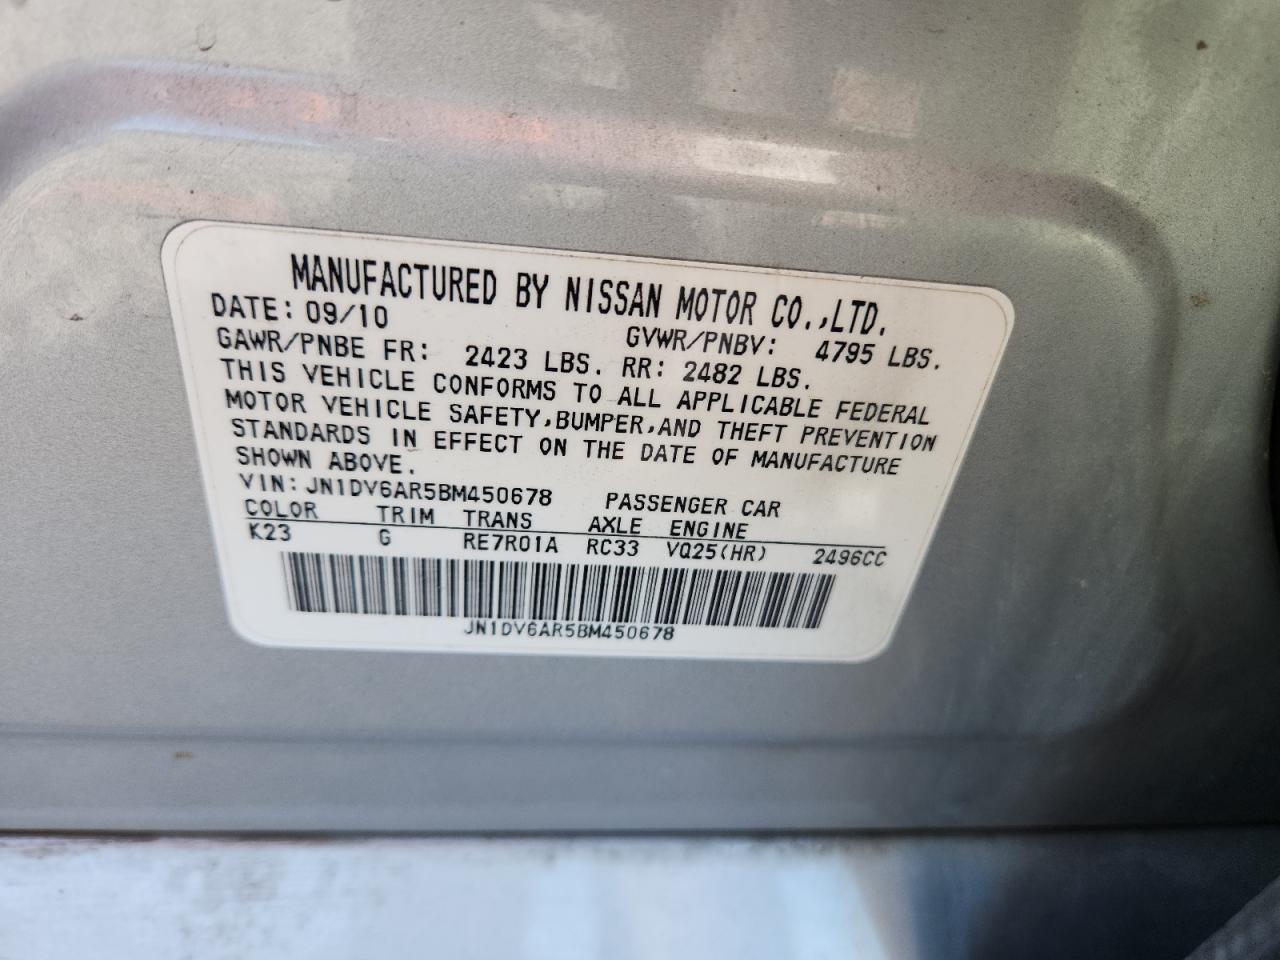 MANUFACTURED BY NISSAN MOTOR CO.,LTD.
DATE: 09/10 GVWR/PNBV: 4795 LBS.
GAWR/PNBE FR: 2423 LBS. RR: 2482 LBS.
THIS VEHICLE CONFORMS TO ALL APPLICABLE FEDERAL
MOTOR VEHICLE SAFETY,BUMPER,AND THEFT PREVENTION
STANDARDS IN EFFECT ON THE DATE OF MANUFACTURE
SHOWN ABOVE.
VIN: JN1DV6AR5BM450678 PASSENGER CAR
COLOR TRIM TRANS AXLE ENGINE
K23 G RE7R01A RC33 VQ25(HR) 2496CC
JN1DV6AR5BM450678